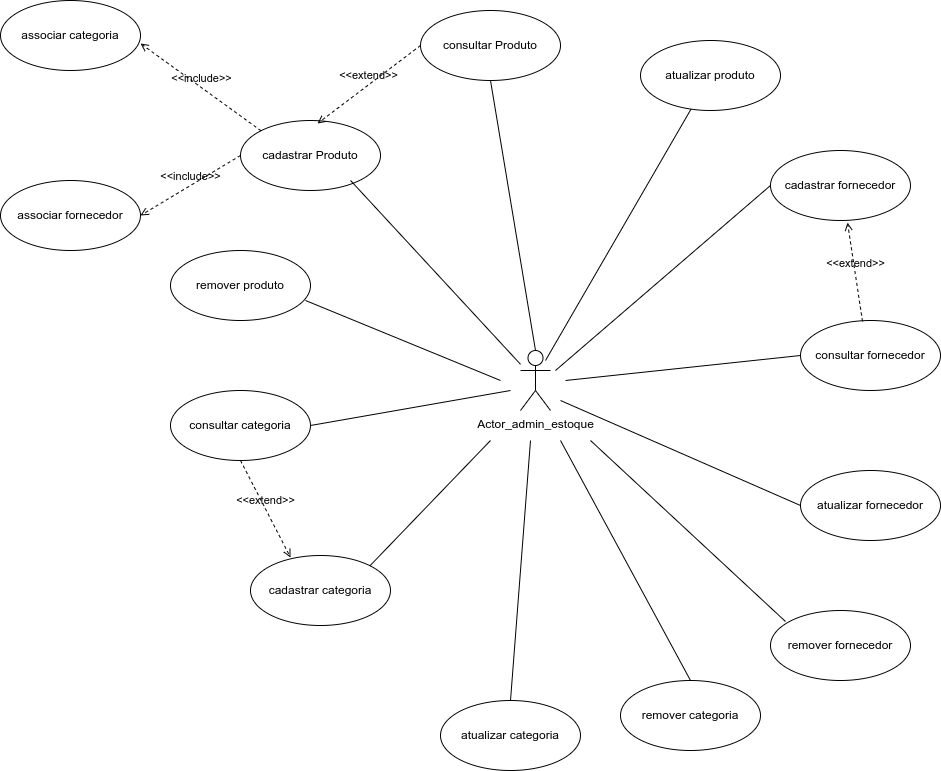 associar categoria
consultar Produto
<<include>>
<<extend>>
atualizar produto
cadastrar Produto
<<include>>
associar fornecedor
cadastrar fornecedor
<<extend>>
remover produto
consultar fornecedor
consultar categoria
Actor_admin_estoque
<<extend>>
atualizar fornecedor
cadastrar categoria
remover fornecedor
remover categoria
atualizar categoria